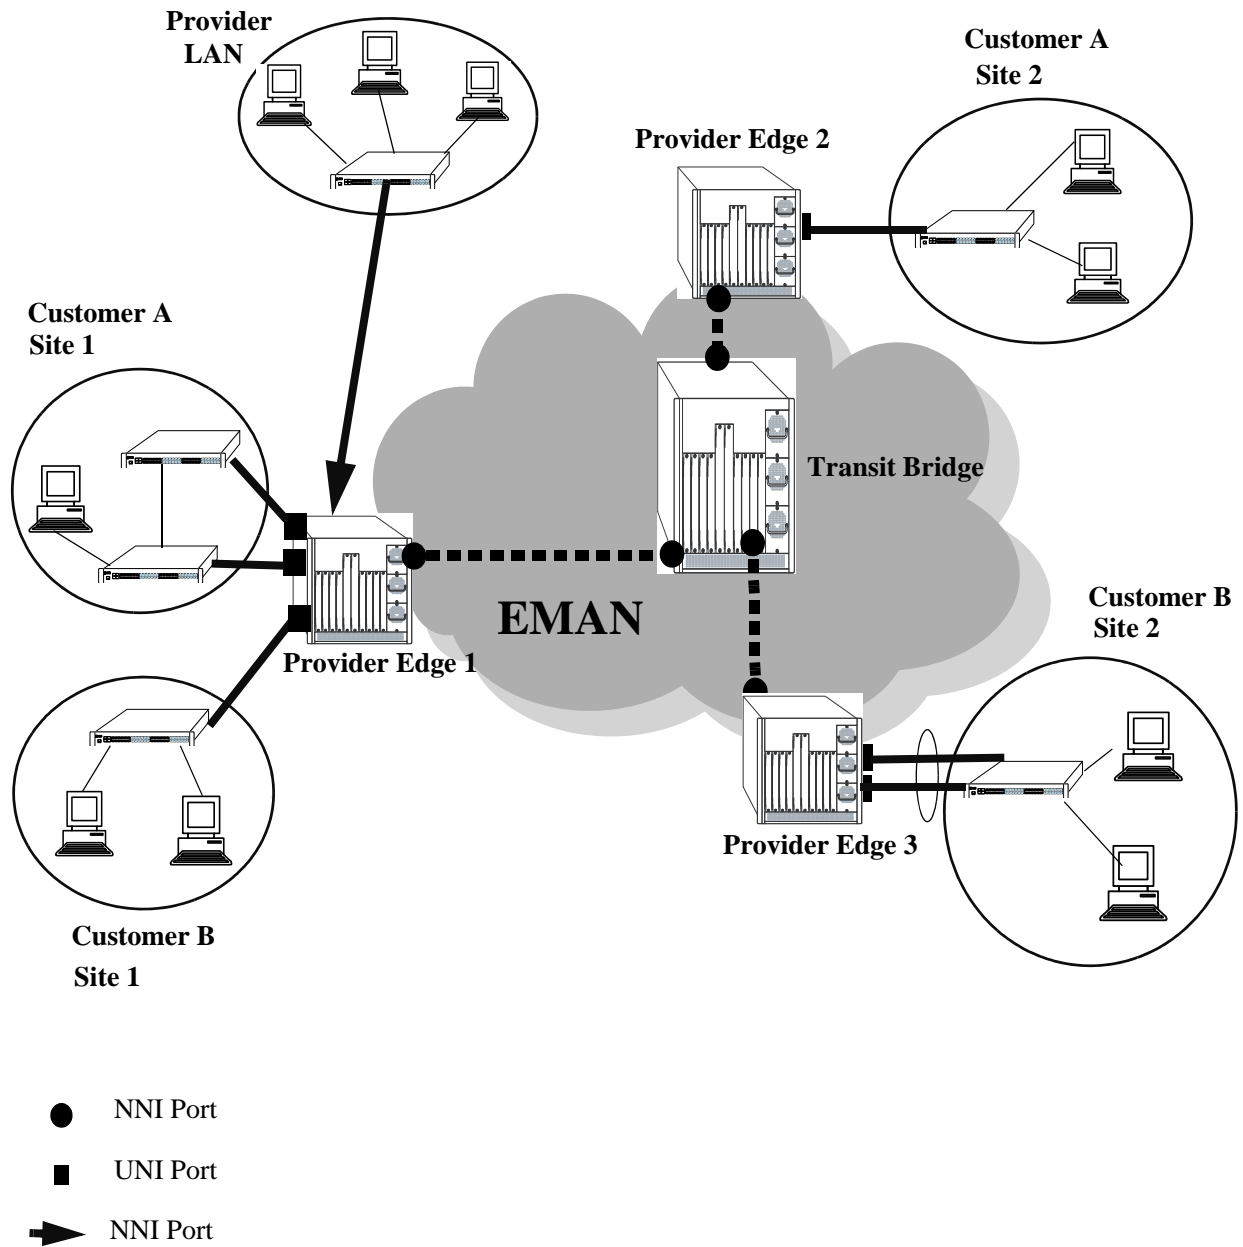 Provider
LAN
Customer A
Site 2
Provider Edge 2
Customer A
Site 1
Transit Bridge
EMAN
Provider Edge 1
Customer B
Site 2
Provider Edge 3
Customer B
Site 1
NNI Port
UNI Port
NNI Port